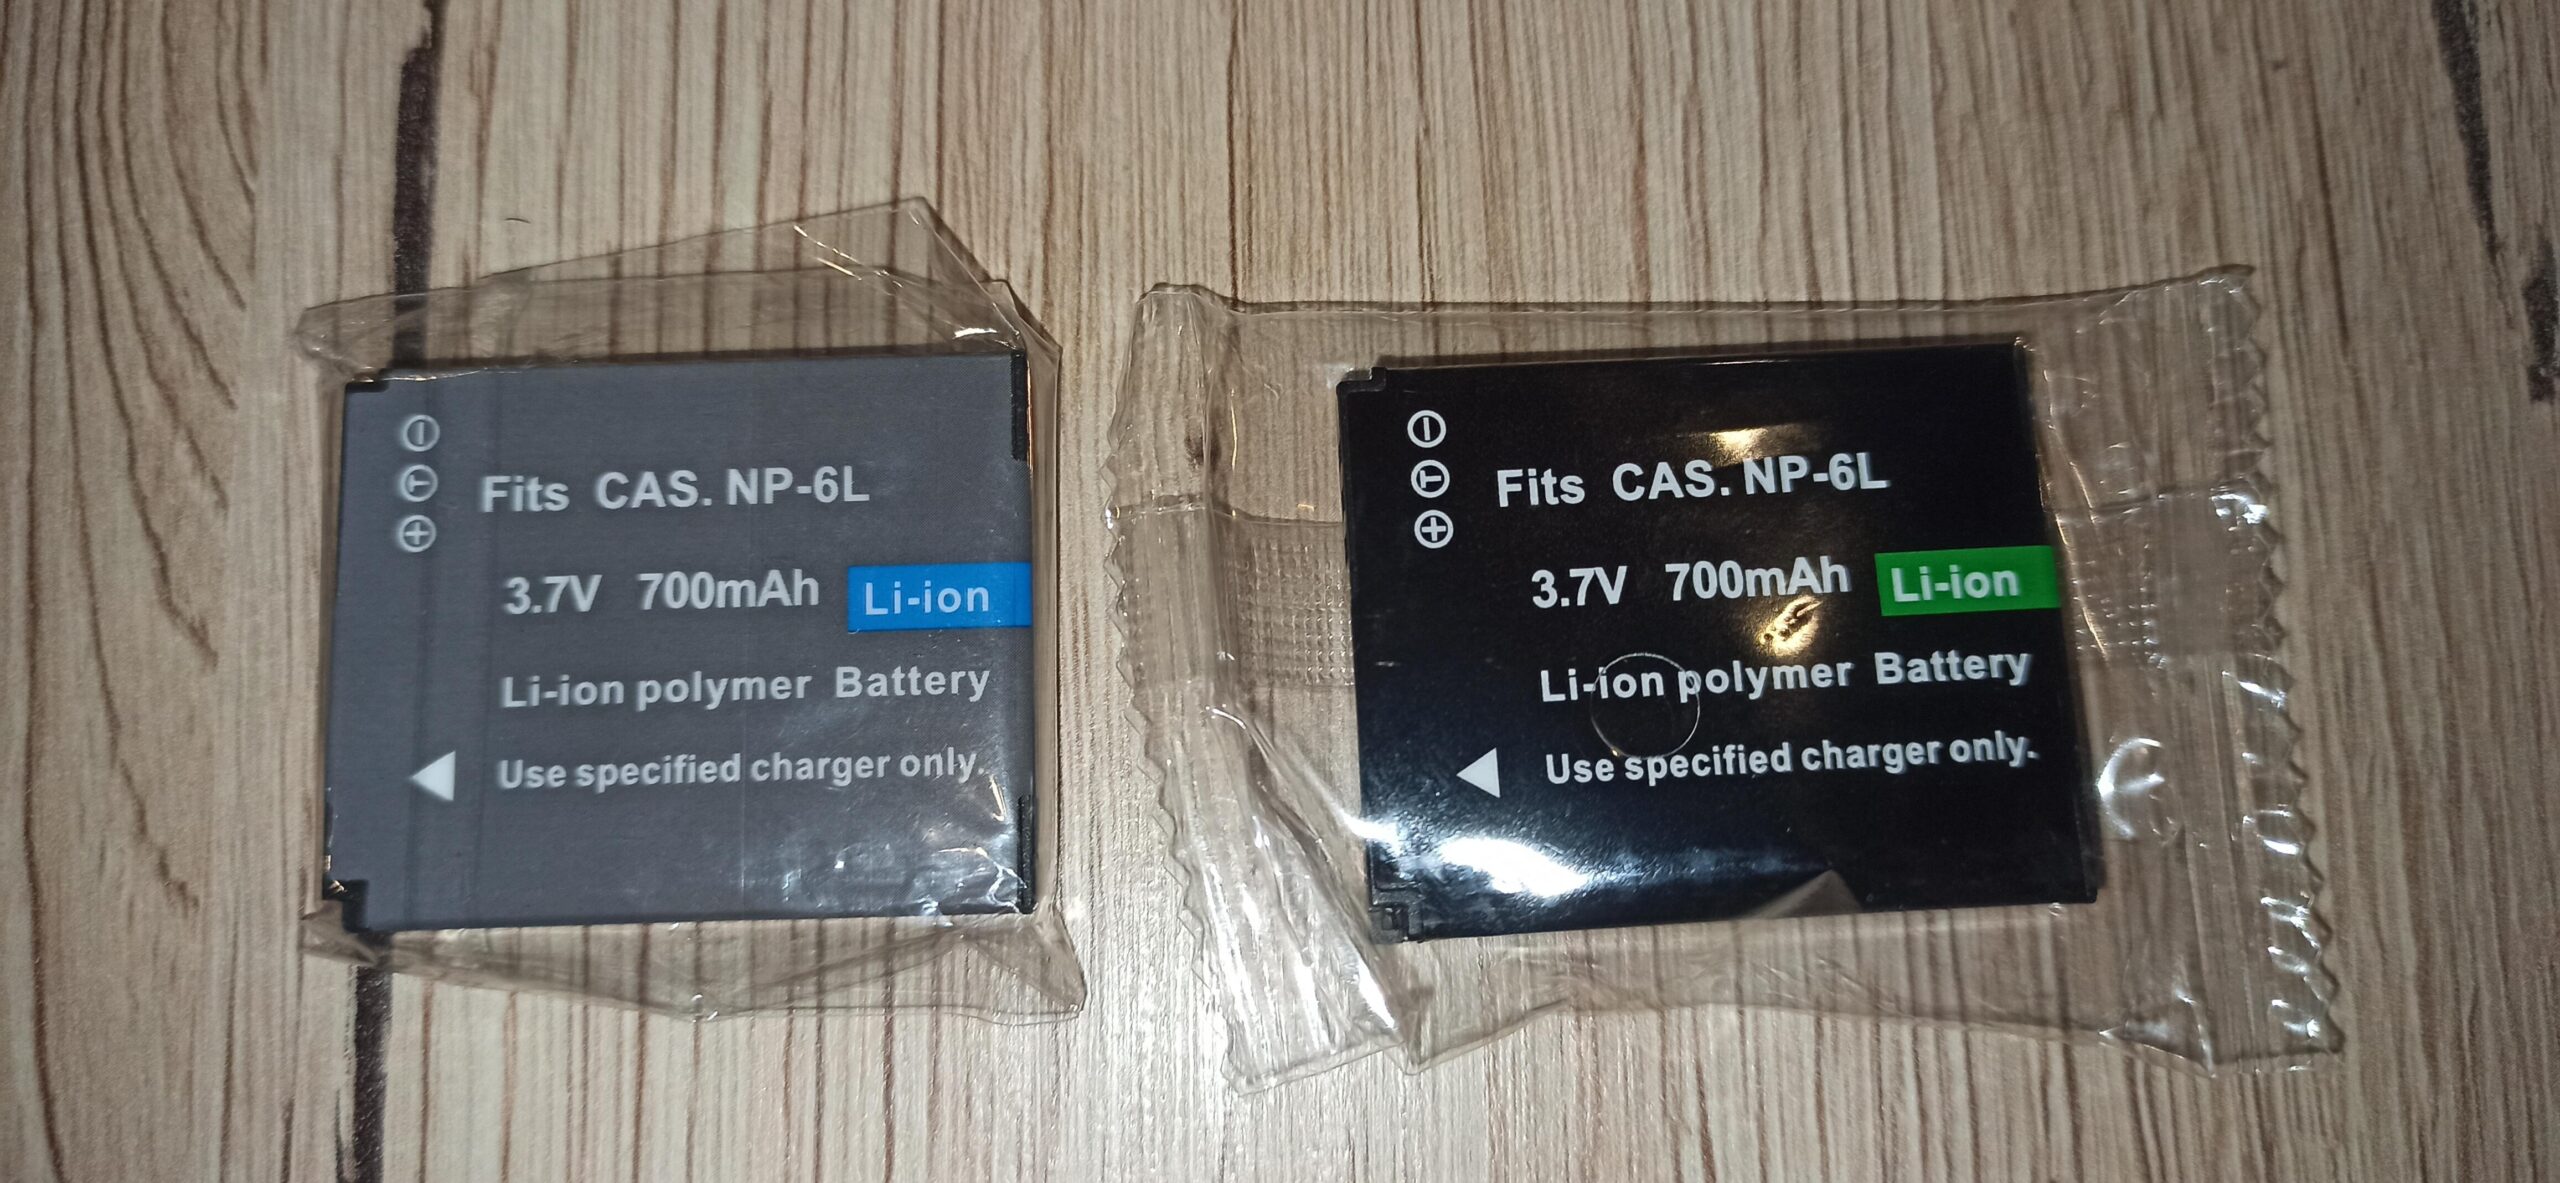 Fits CAS. NP-6L
3.7V 700mAh Li-ion
Li-ion polymer Battery
Use specified charger only.
Fits CAS. NP-6L
3.7V 700mAh Li-ion
Li-ion polymer Battery
Use specified charger only.